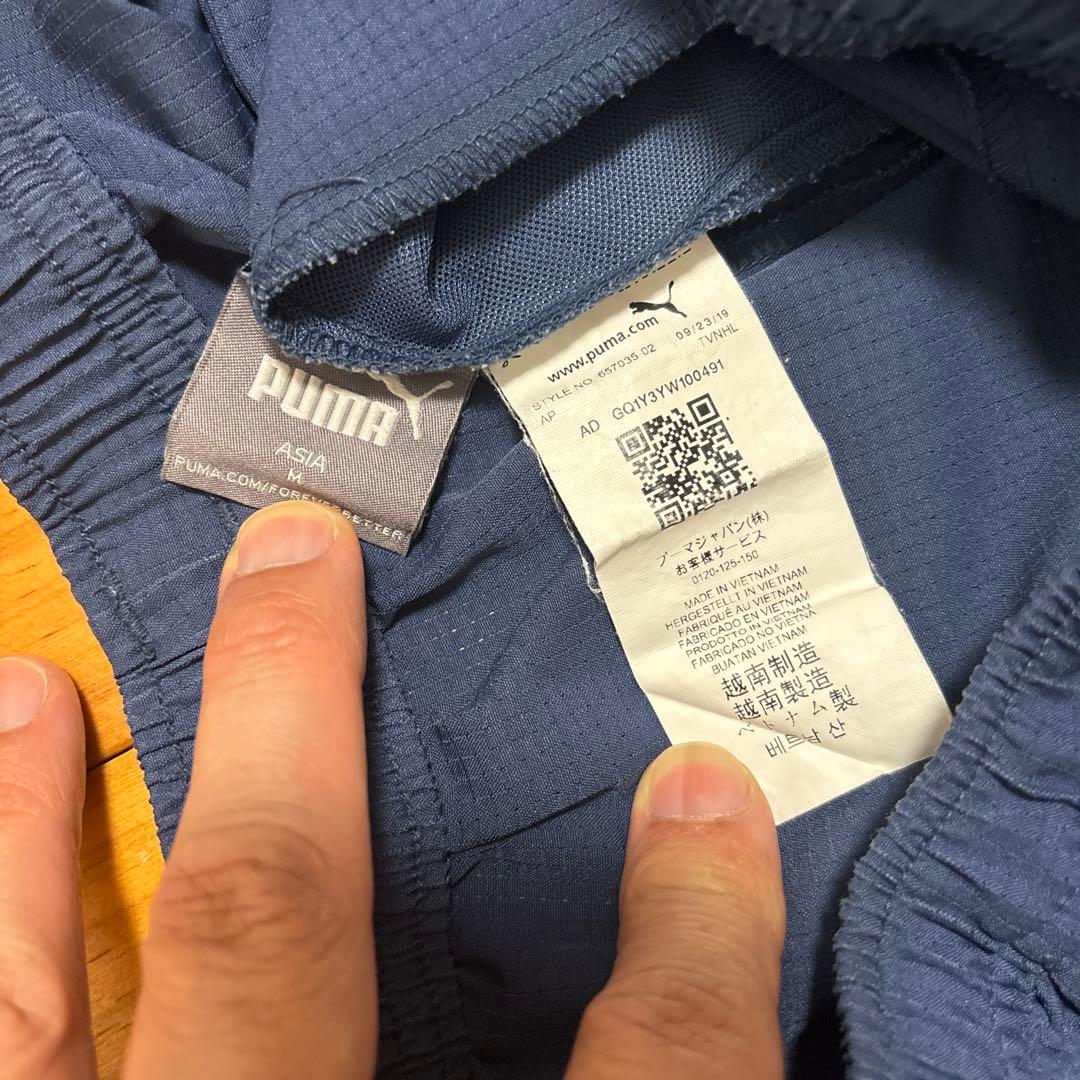 PUMA
ASIA
M
PUMA.COM/FOREVERBETTER
www.puma.com
STYLE NO. 657035 02 09/23/19
AP TVNHL
AD GQ1Y3YW100491
プーマジャパン(株)
お客様サービス
0120-125-150
MADE IN VIETNAM
HERGESTELLT IN VIETNAM
FABRIQUÉ AU VIETNAM
FABRICADO EN VIETNAM
PRODOTTO IN VIETNAM
FABRICADO NO VIETNA
BUATAN VIETNAM
越南制造
越南製造
ベトナム製
베트남 산